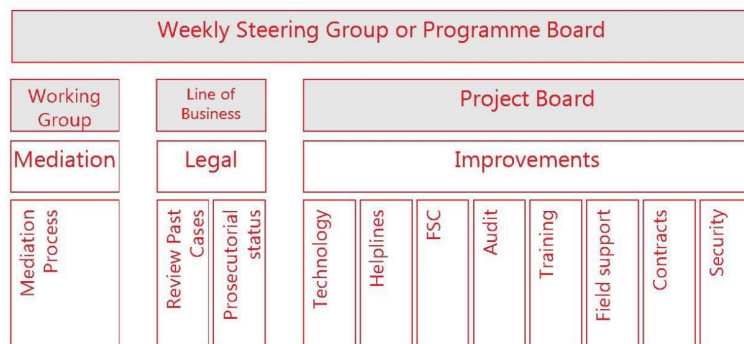 Weekly Steering Group or Programme Board
Working
Group
Line of
Business
Project Board
Mediation
Legal
Improvements
Mediation
Process
Review Past
Cases
Prosecutorial
status
Technology
Helplines
FSC
Audit
Training
Field support
Contracts
Security